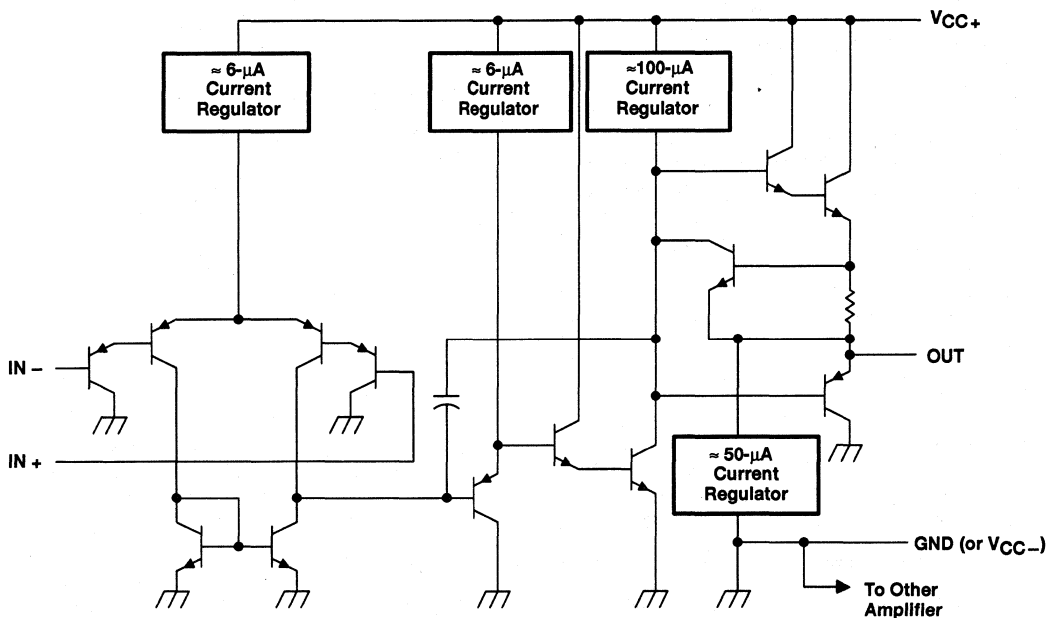 VCC+
≈ 6-μA
Current
Regulator
≈ 6-μA
Current
Regulator
≈100-μA
Current
Regulator
IN –
OUT
IN +
≈ 50-μA
Current
Regulator
GND (or VCC–)
To Other
Amplifier